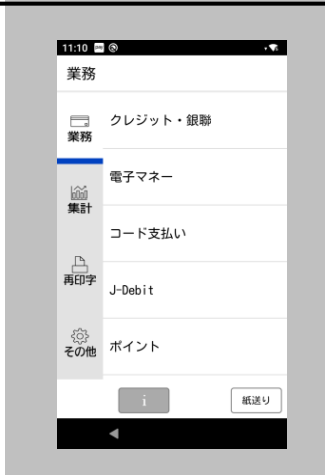 11:10
業務
業務
クレジット・銀聯
電子マネー
集計
コード支払い
再印字
J-Debit
その他
ポイント
i
紙送り